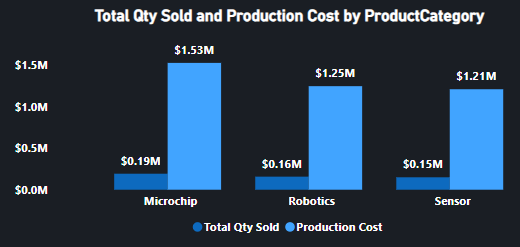 Total Qty Sold and Production Cost by ProductCategory
$1.53M
$1.5M
$1.25M
$1.21M
$1.0M
$0.5M
$0.19M
$0.16M
$0.15M
$0.0M
Microchip Robotics Sensor
Total Qty Sold Production Cost